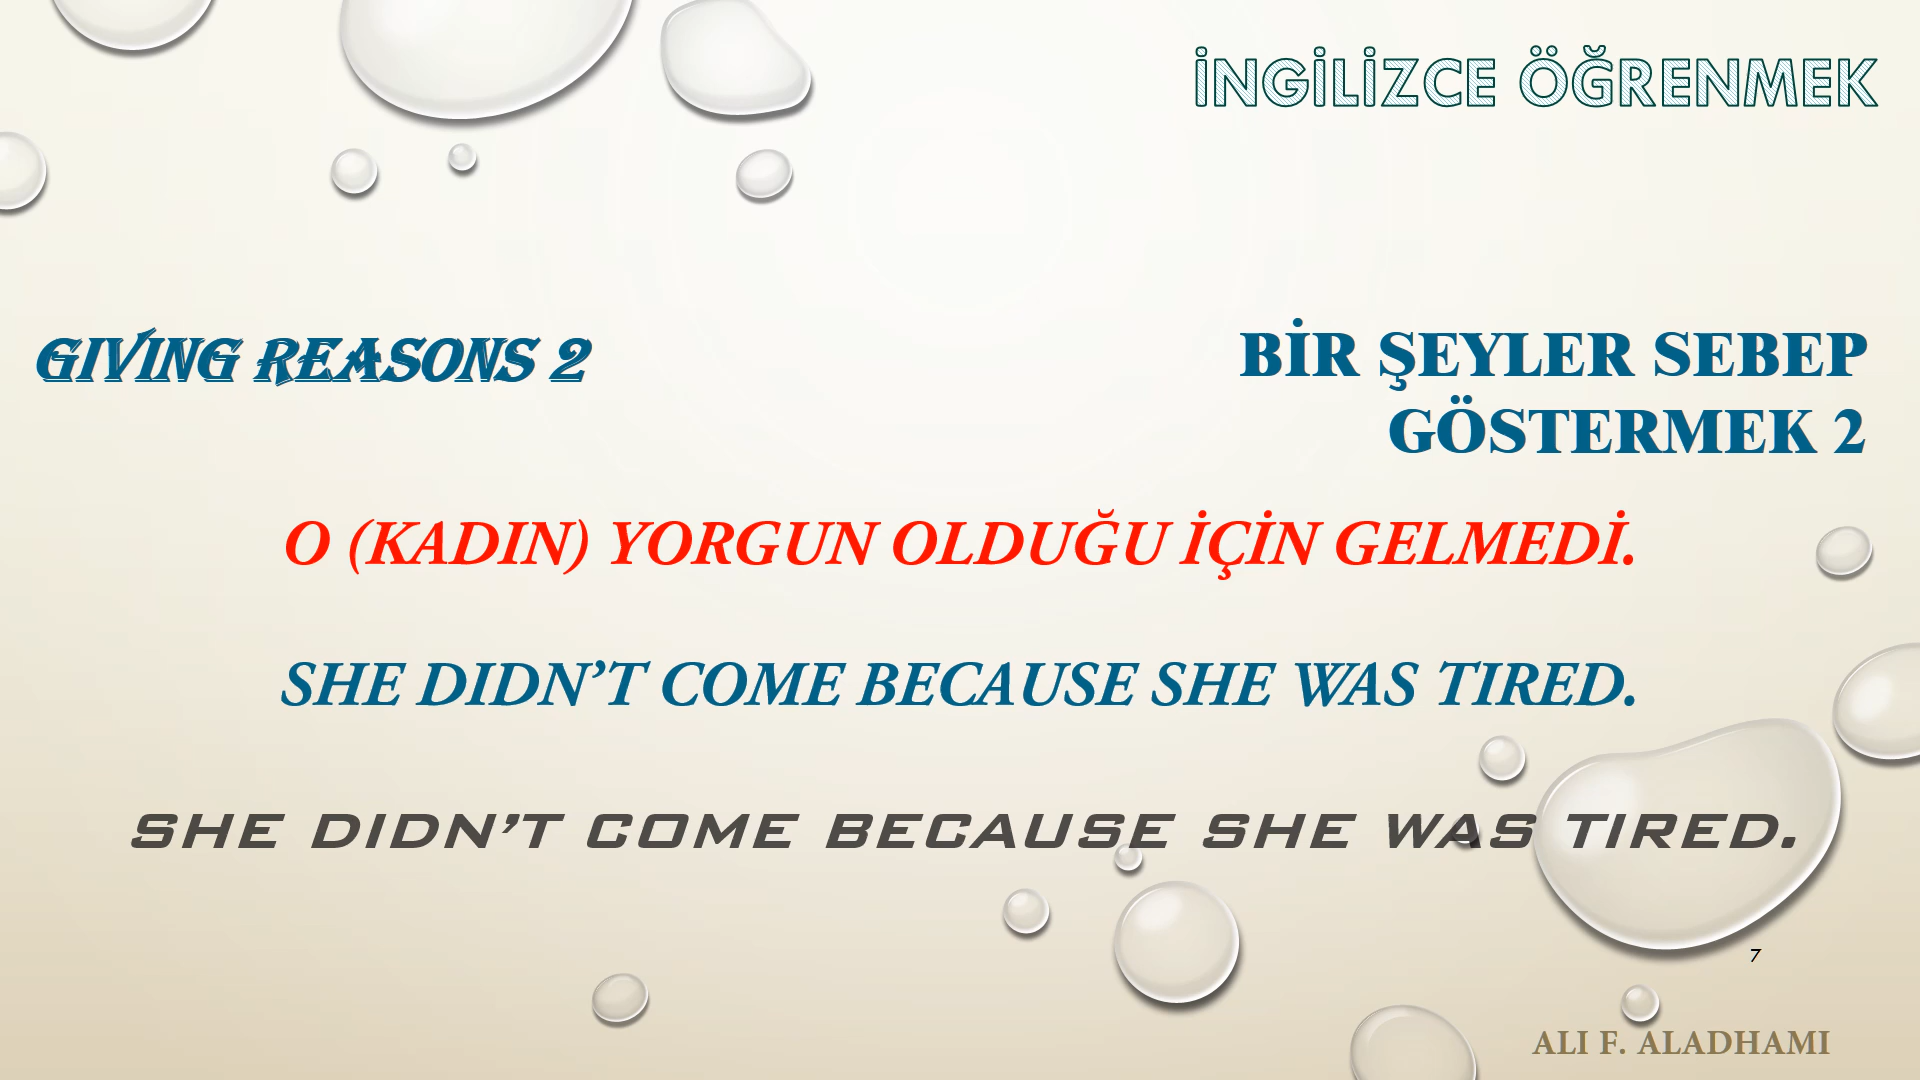 İNGİLİZCE ÖĞRENMEK
GIVING REASONS 2
BİR ŞEYLER SEBEP
GÖSTERMEK 2
O (KADIN) YORGUN OLDUĞU İÇİN GELMEDİ.
SHE DIDN’T COME BECAUSE SHE WAS TIRED.
SHE DIDN’T COME BECAUSE SHE WAS TIRED.
7
ALI F. ALADHAMI